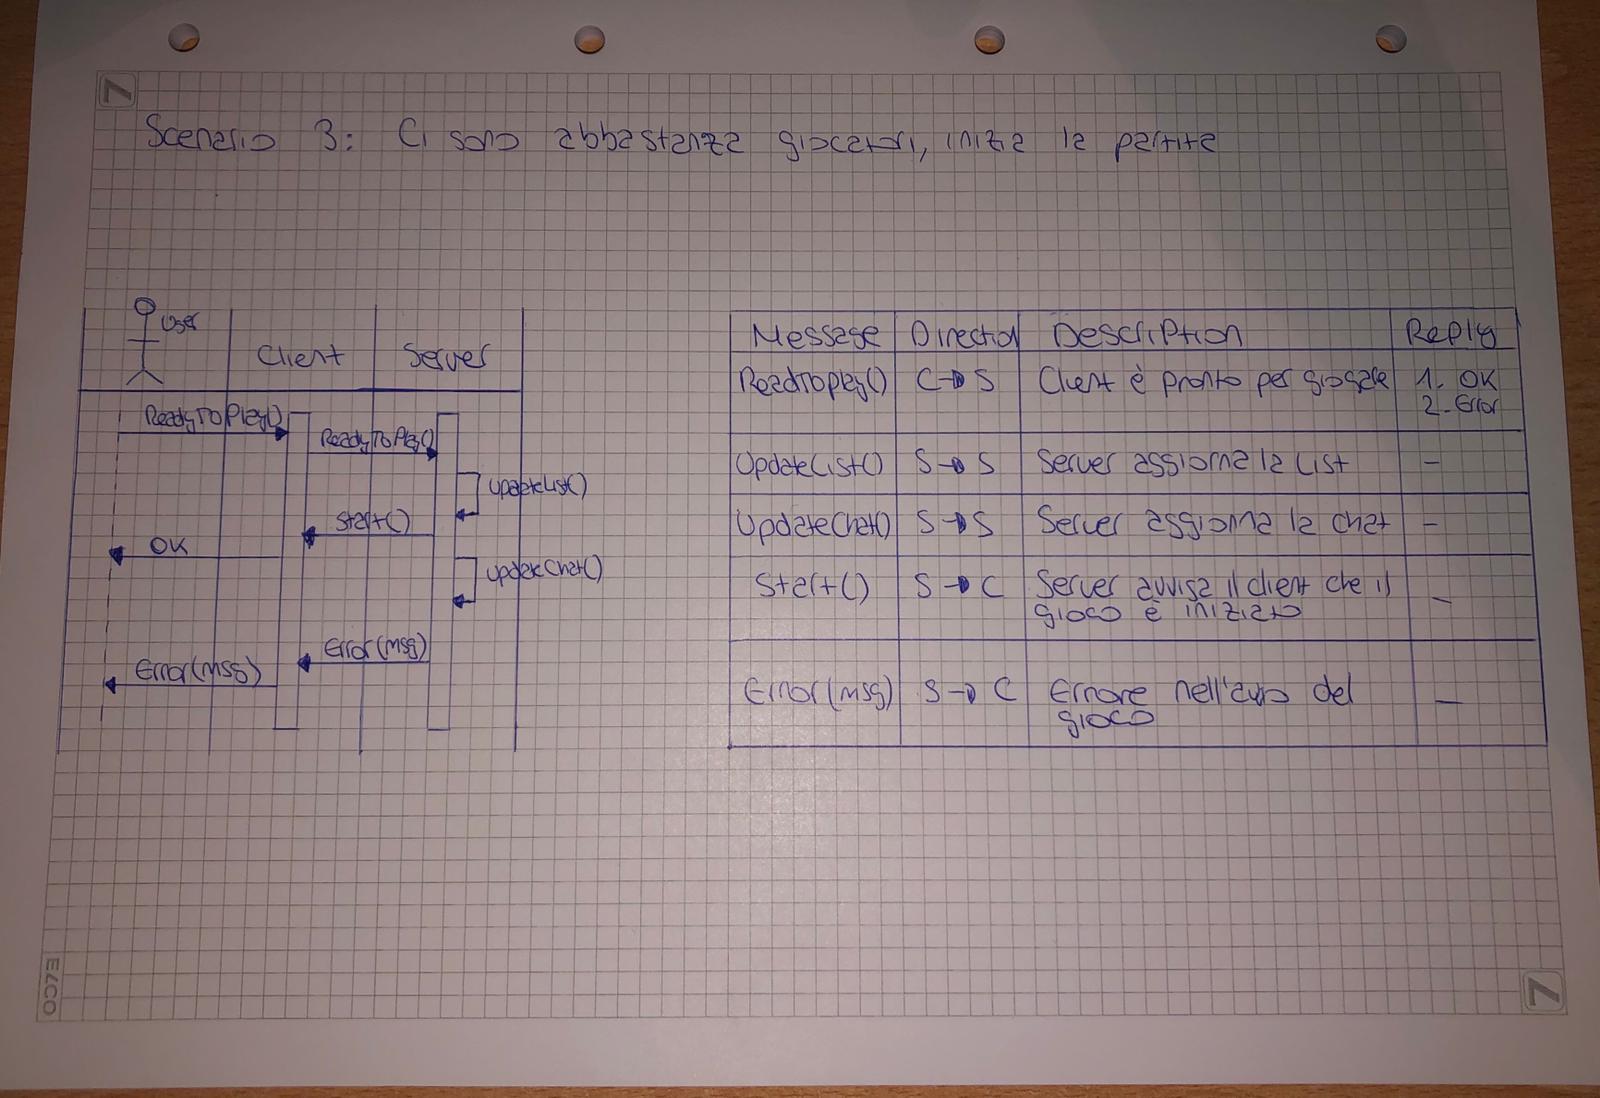 7
Scenario 3: Ci sono abbastanza giocatori, inizia la partita
User
Client
Server
ReadyToPlay()
ReadyToPlay()
UpdateList()
Start()
OK
UpdateChat()
Error(msg)
Error(msg)
Message Direction Description Reply
ReadToPlay() C→S Client è pronto per giocare 1. OK
2. Error
UpdateList() S→S Server aggiorna la List -
UpdateChat() S→S Server aggiorna la chat -
Start() S→C Server avvisa il client che il
gioco è iniziato -
Error(msg) S→C Errore nell'avvio del
gioco -
0073
7